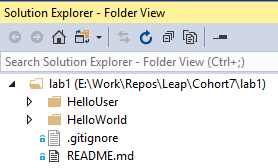 Solution Explorer - Folder View
Search Solution Explorer - Folder View (Ctrl+;)
lab1 (E:\Work\Repos\Leap\Cohort7\lab1)
HelloUser
HelloWorld
.gitignore
README.md